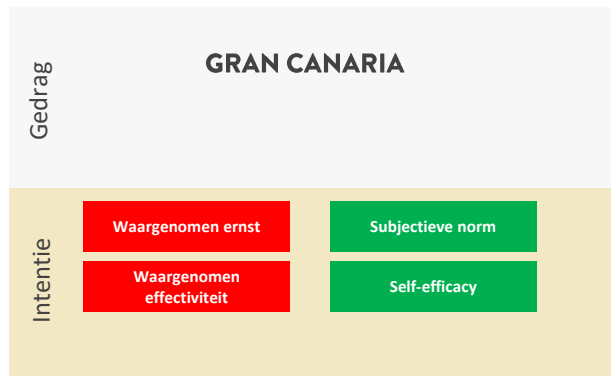 Gedrag
GRAN CANARIA
Intentie
Waargenomen ernst
Subjectieve norm
Waargenomen
effectiviteit
Self-efficacy